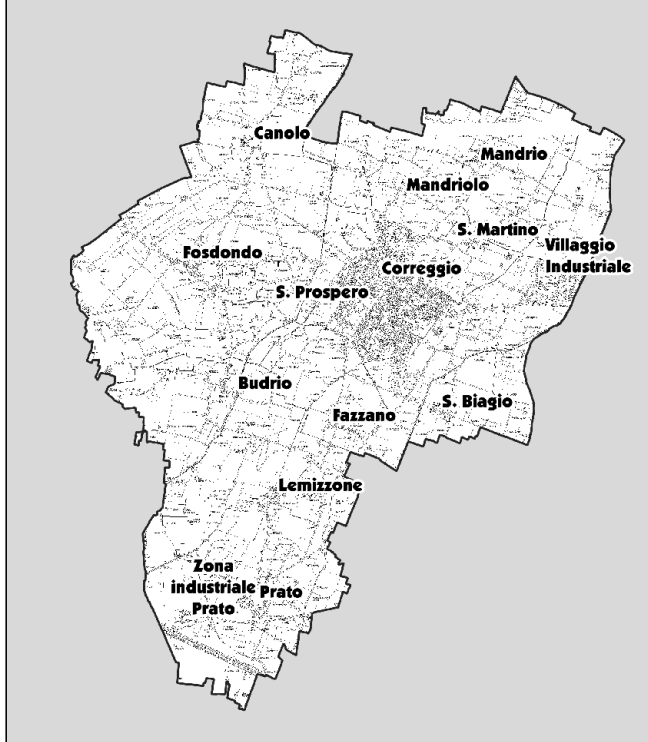 Canolo
Mandrio
Mandriolo
S. Martino
Villaggio
Industriale
Fosdondo
Correggio
S. Prospero
Budrio
Fazzano
S. Biagio
Lemizzone
Zona
industriale
Prato
Prato